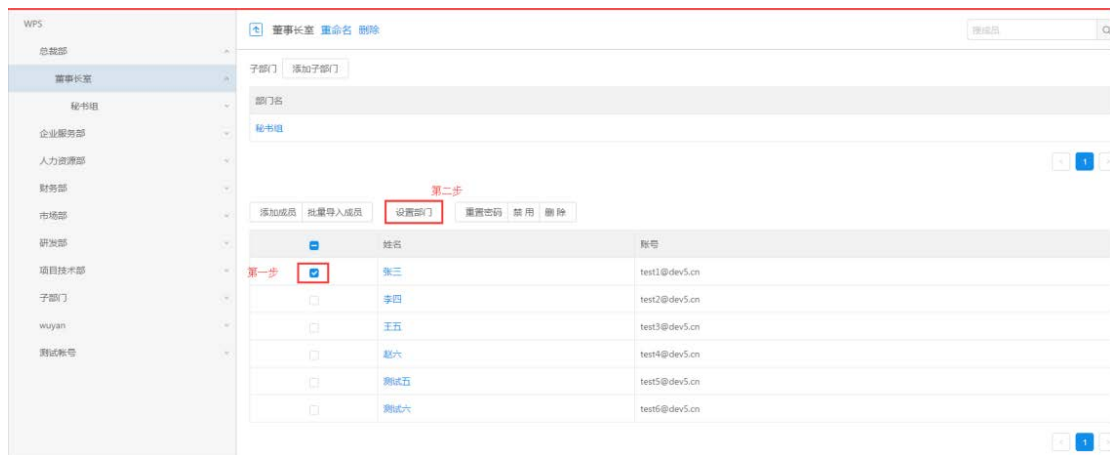 WPS
总裁部
董事长室
秘书组
企业服务部
人力资源部
财务部
市场部
研发部
项目技术部
子部门
wuyan
测试帐号
董事长室 重命名 删除
搜成员
子部门 添加子部门
部门名
秘书组
1
第二步
添加成员 批量导入成员 设置部门 重置密码 禁用 删除
姓名 账号
第一步 张三 test1@dev5.cn
李四 test2@dev5.cn
王五 test3@dev5.cn
赵六 test4@dev5.cn
测试五 test5@dev5.cn
测试六 test6@dev5.cn
1